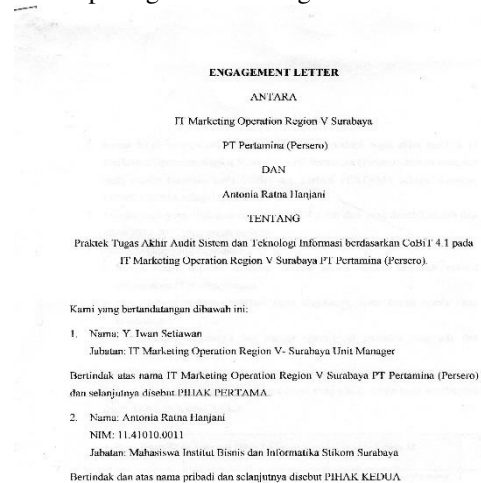 ENGAGEMENT LETTER
ANTARA
IT Marketing Operation Region V Surabaya
PT Pertamina (Persero)
DAN
Antonia Ratna Hanjani
TENTANG
Praktek Tugas Akhir Audit Sistem dan Teknologi Informasi berdasarkan CoBiT 4.1 pada
IT Marketing Operation Region V Surabaya PT Pertamina (Persero).
Kami yang bertandatangan dibawah ini:
1. Nama: Y. Iwan Setiawan
Jabatan: IT Marketing Operation Region V- Surabaya Unit Manager
Bertindak atas nama IT Marketing Operation Region V Surabaya PT Pertamina (Persero)
dan selanjutnya disebut PIHAK PERTAMA.
2. Nama: Antonia Ratna Hanjani
NIM: 11.41010.0011
Jabatan: Mahasiswa Institut Bisnis dan Informatika Stikom Surabaya
Bertindak dan atas nama pribadi dan selanjutnya disebut PIHAK KEDUA